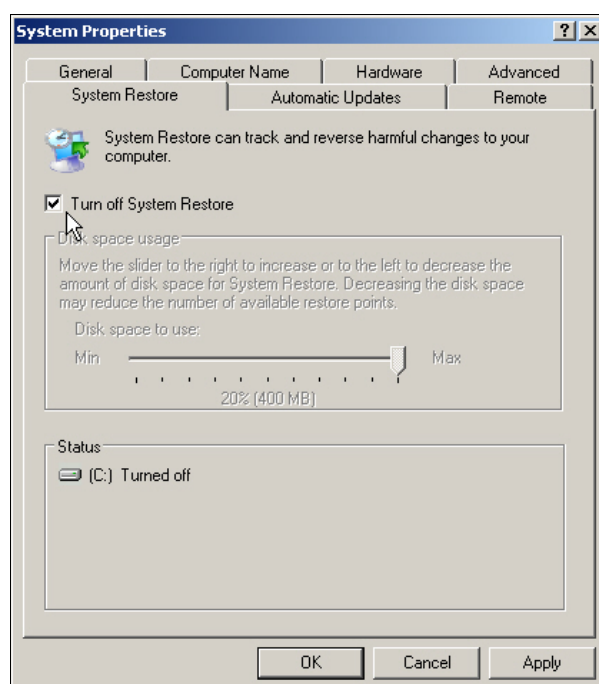 System Properties
General Computer Name Hardware Advanced
System Restore Automatic Updates Remote
System Restore can track and reverse harmful changes to your
computer.
Turn off System Restore
Disk space usage
Move the slider to the right to increase or to the left to decrease the
amount of disk space for System Restore. Decreasing the disk space
may reduce the number of available restore points.
Disk space to use:
Min Max
20% (400 MB)
Status
(C:) Turned off
OK Cancel Apply